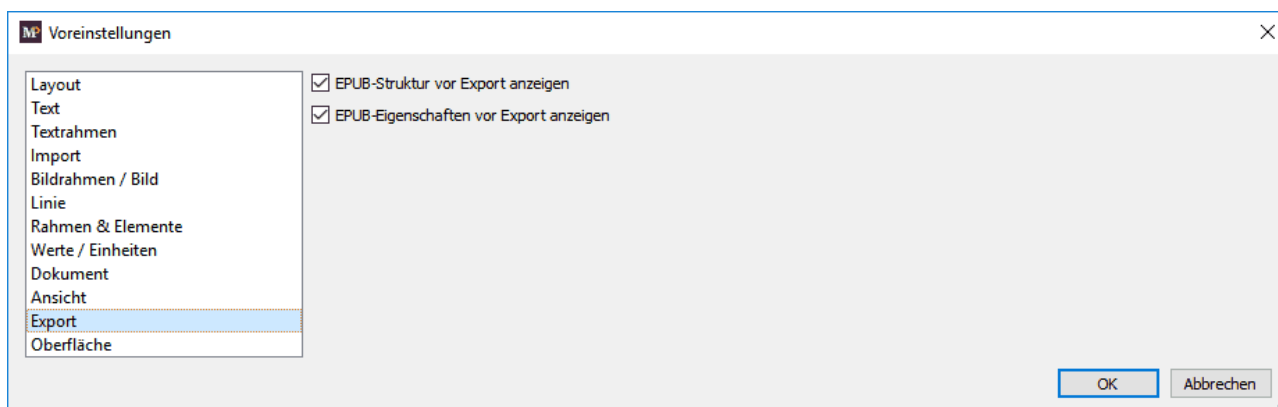 MP Voreinstellungen
Layout
Text
Textrahmen
Import
Bildrahmen / Bild
Linie
Rahmen & Elemente
Werte / Einheiten
Dokument
Ansicht
Export
Oberfläche
EPUB-Struktur vor Export anzeigen
EPUB-Eigenschaften vor Export anzeigen
OK Abbrechen